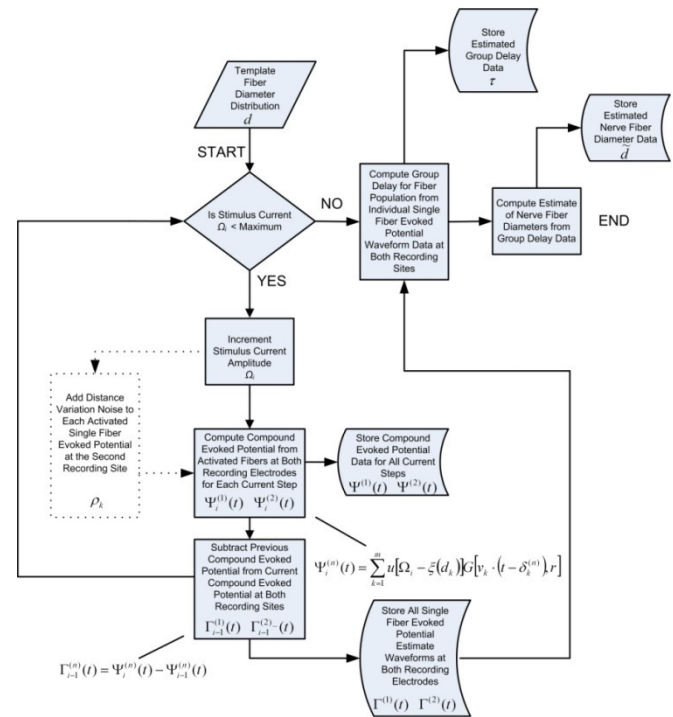 Template
Fiber
Diameter
Distribution
d
START
Is Stimulus Current
Ωᵢ < Maximum
NO
YES
Increment
Stimulus Current
Amplitude
Ωᵢ
Add Distance
Variation Noise to
Each Activated
Single Fiber
Evoked Potential
at the Second
Recording Site
ρₖ
Compute Compound
Evoked Potential from
Activated Fibers at Both
Recording Electrodes
for Each Current Step
Ψᵢ⁽¹⁾(t) Ψᵢ⁽²⁾(t)
Store Compound
Evoked Potential
Data for All Current
Steps
Ψ⁽¹⁾(t) Ψ⁽²⁾(t)
Subtract Previous
Compound Evoked
Potential from Current
Compound Evoked
Potential at Both
Recording Sites
Γᵢ₋₁⁽¹⁾(t) Γᵢ₋₁⁽²⁾⁻(t)
Ψᵢ⁽ⁿ⁾(t) = ∑ₖ₌₁ᵐ u[Ωᵢ − ξ(dₖ)]G[vₖ · (t − δₖ⁽ⁿ⁾), r]
Γᵢ₋₁⁽ⁿ⁾(t) = Ψᵢ⁽ⁿ⁾(t) − Ψᵢ₋₁⁽ⁿ⁾(t)
Store All Single
Fiber Evoked
Potential
Estimate
Waveforms at
Both Recording
Electrodes
Γ⁽¹⁾(t) Γ⁽²⁾(t)
Compute Group
Delay for Fiber
Population from
Individual Single
Fiber Evoked
Potential
Waveform Data at
Both Recording
Sites
Store
Estimated
Group Delay
Data
τ
Compute Estimate
of Nerve Fiber
Diameters from
Group Delay Data
Store
Estimated
Nerve Fiber
Diameter Data
d̃
END